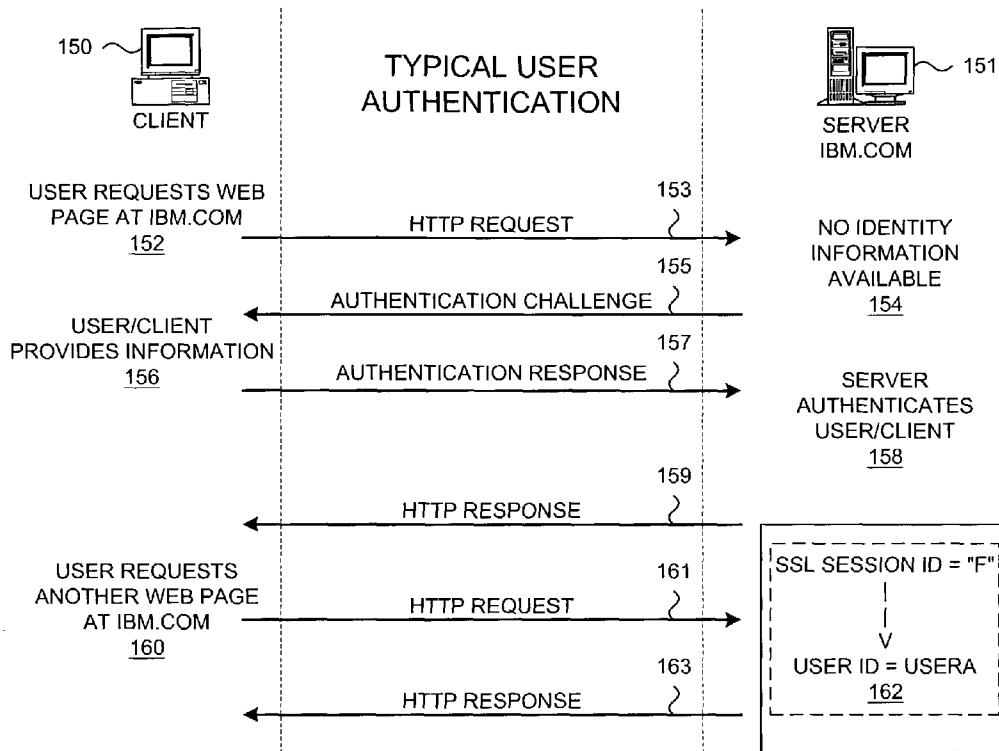 150
CLIENT
TYPICAL USER
AUTHENTICATION
151
SERVER
IBM.COM
USER REQUESTS WEB
PAGE AT IBM.COM
152
153
HTTP REQUEST
NO IDENTITY
INFORMATION
AVAILABLE
154
155
AUTHENTICATION CHALLENGE
USER/CLIENT
PROVIDES INFORMATION
156
157
AUTHENTICATION RESPONSE
SERVER
AUTHENTICATES
USER/CLIENT
158
159
HTTP RESPONSE
USER REQUESTS
ANOTHER WEB PAGE
AT IBM.COM
160
161
HTTP REQUEST
SSL SESSION ID = "F"
USER ID = USERA
162
163
HTTP RESPONSE